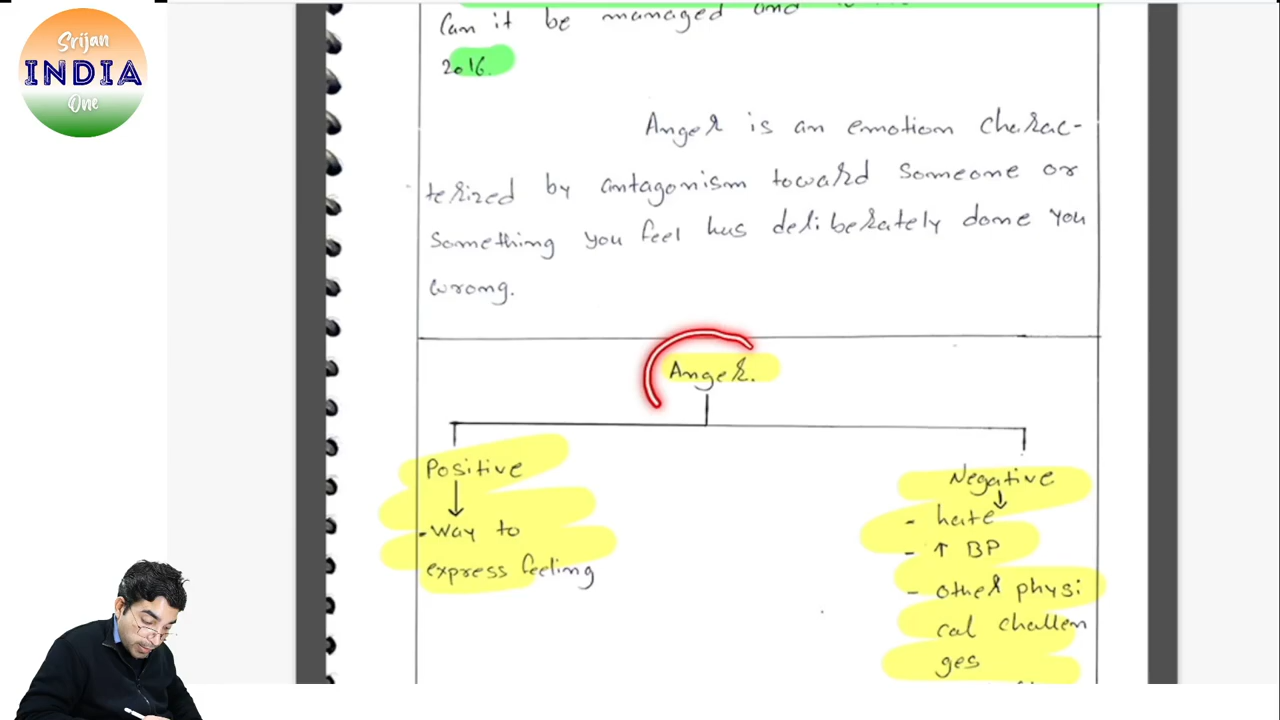 Srijan
INDIA
One
Can it be managed and
2016.
Anger is an emotion charac-
terized by antagonism toward someone or
something you feel has deliberately done you
wrong.
Anger.
Positive
Negative
- Way to
express feeling
- hate
- ↑ BP
- other physi
cal challen
ges